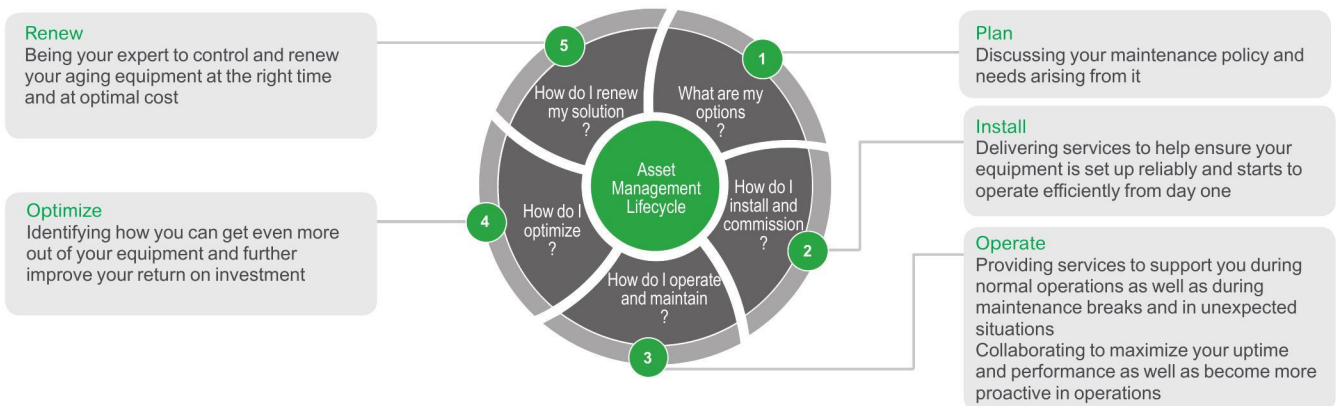 Renew
Being your expert to control and renew
your aging equipment at the right time
and at optimal cost
Optimize
Identifying how you can get even more
out of your equipment and further
improve your return on investment
5
How do I renew
my solution
?
1
What are my
options
?
Asset
Management
Lifecycle
How do I
install and
commission
?
2
How do I operate
and maintain
?
3
How do I
optimize
?
4
Plan
Discussing your maintenance policy and
needs arising from it
Install
Delivering services to help ensure your
equipment is set up reliably and starts to
operate efficiently from day one
Operate
Providing services to support you during
normal operations as well as during
maintenance breaks and in unexpected
situations
Collaborating to maximize your uptime
and performance as well as become more
proactive in operations